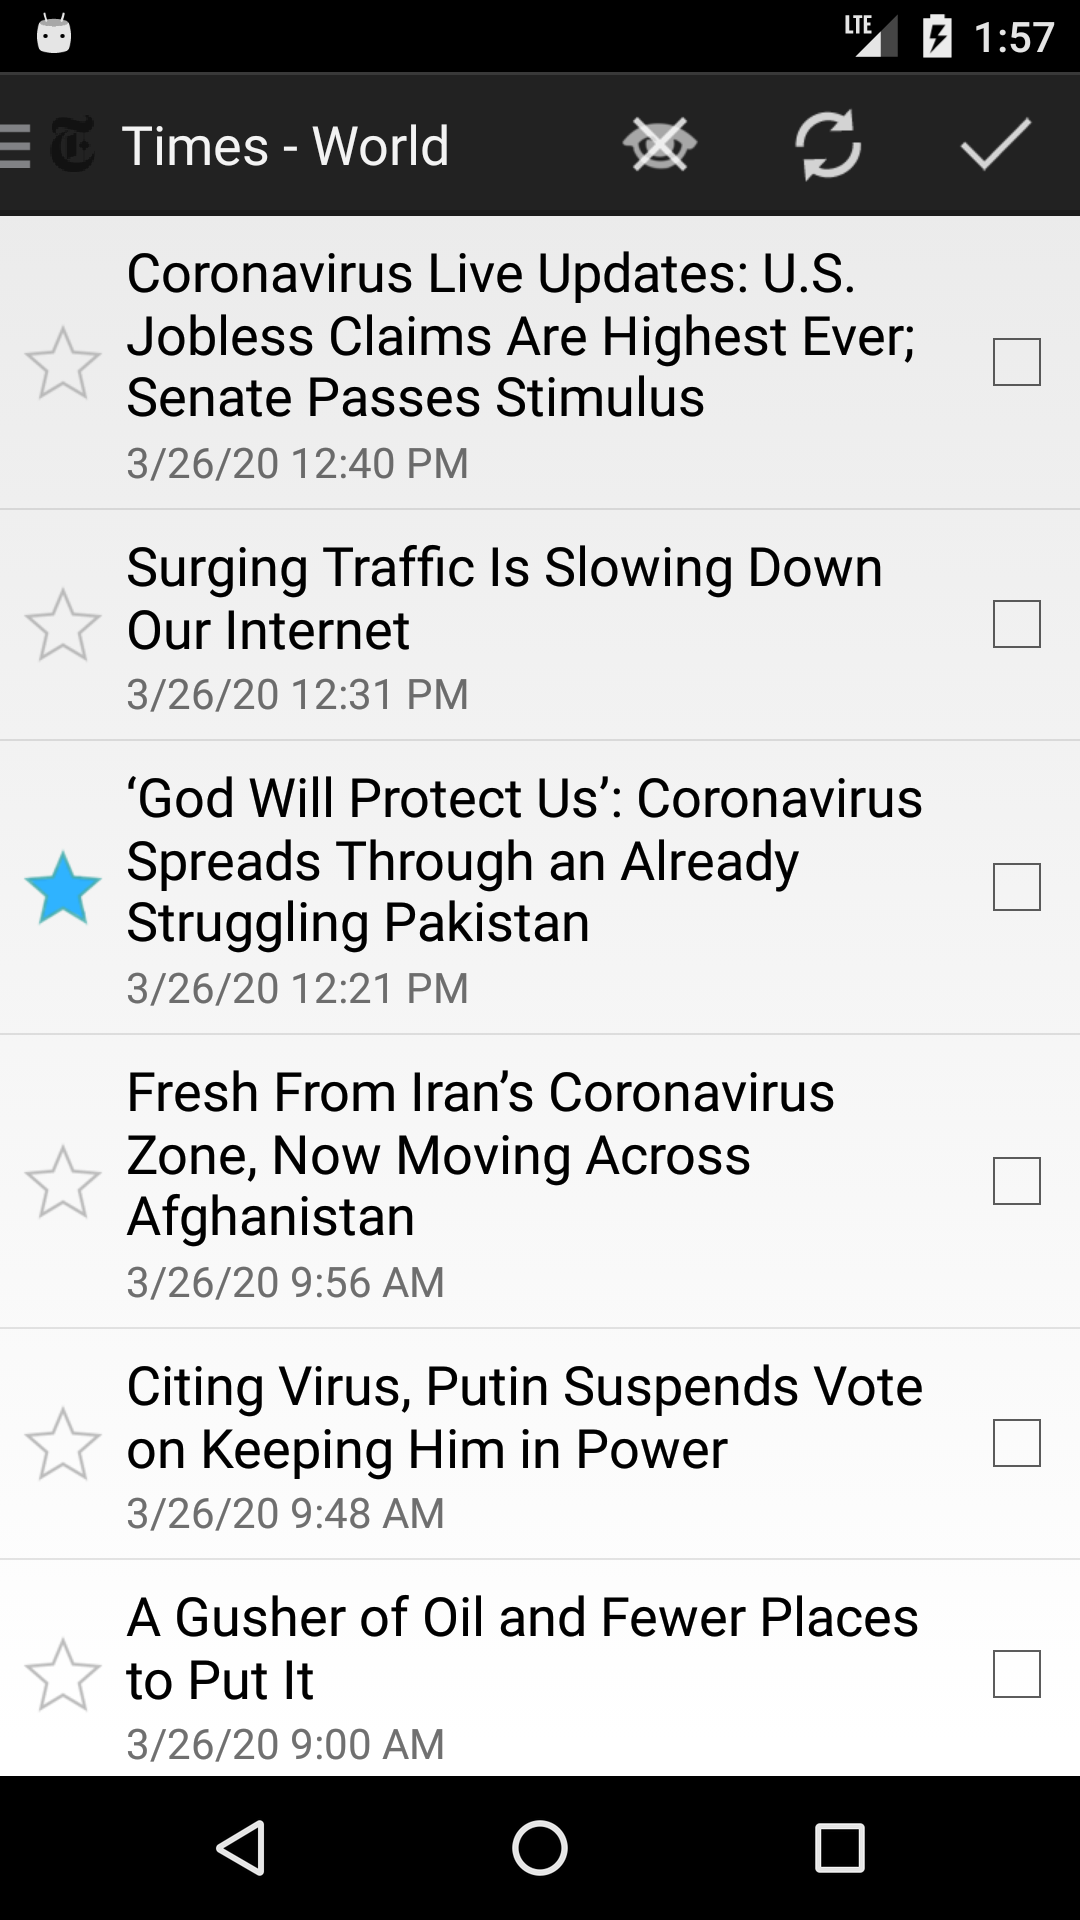 LTE 1:57
Times - World
Coronavirus Live Updates: U.S.
Jobless Claims Are Highest Ever;
Senate Passes Stimulus
3/26/20 12:40 PM
Surging Traffic Is Slowing Down
Our Internet
3/26/20 12:31 PM
‘God Will Protect Us’: Coronavirus
Spreads Through an Already
Struggling Pakistan
3/26/20 12:21 PM
Fresh From Iran’s Coronavirus
Zone, Now Moving Across
Afghanistan
3/26/20 9:56 AM
Citing Virus, Putin Suspends Vote
on Keeping Him in Power
3/26/20 9:48 AM
A Gusher of Oil and Fewer Places
to Put It
3/26/20 9:00 AM